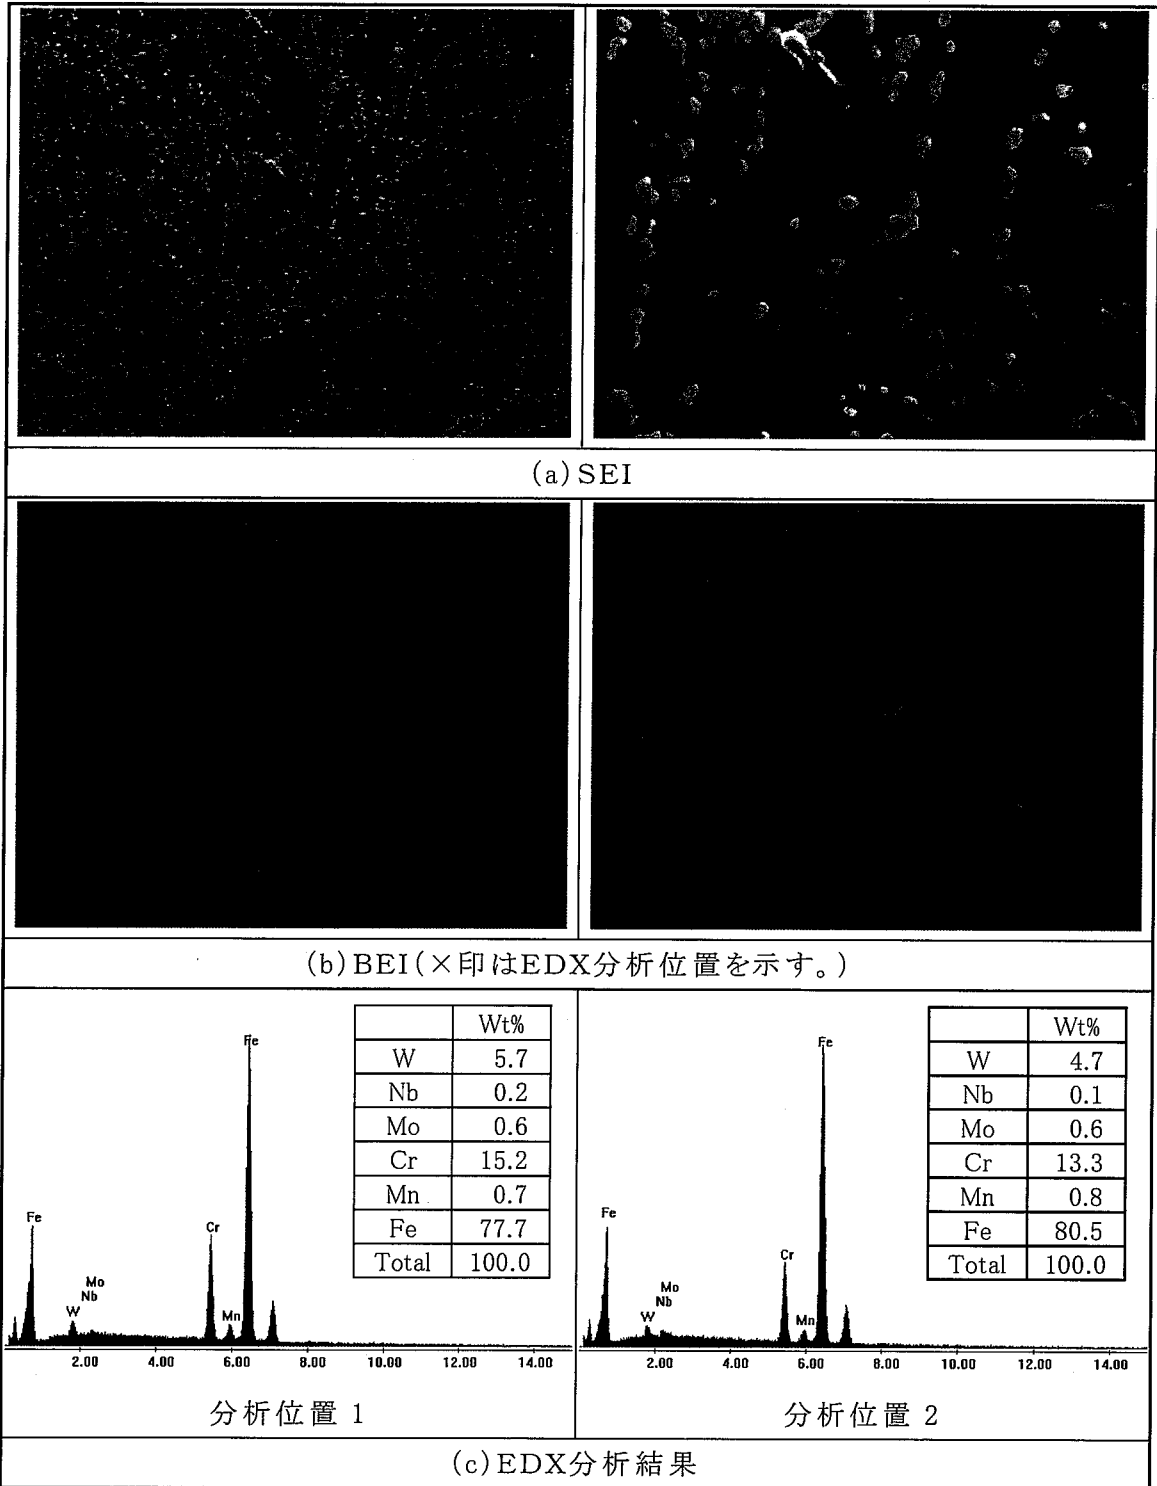 (a) SEI
(b) BEI(×印はEDX分析位置を示す。)
Wt%
W 5.7
Nb 0.2
Mo 0.6
Cr 15.2
Mn 0.7
Fe 77.7
Total 100.0
Fe
Fe
Cr
Mo
Nb
W
Mn
2.00 4.00 6.00 8.00 10.00 12.00 14.00
分析位置 1
Wt%
W 4.7
Nb 0.1
Mo 0.6
Cr 13.3
Mn 0.8
Fe 80.5
Total 100.0
Fe
Fe
Cr
Mo
Nb
W
Mn
2.00 4.00 6.00 8.00 10.00 12.00 14.00
分析位置 2
(c)EDX分析結果